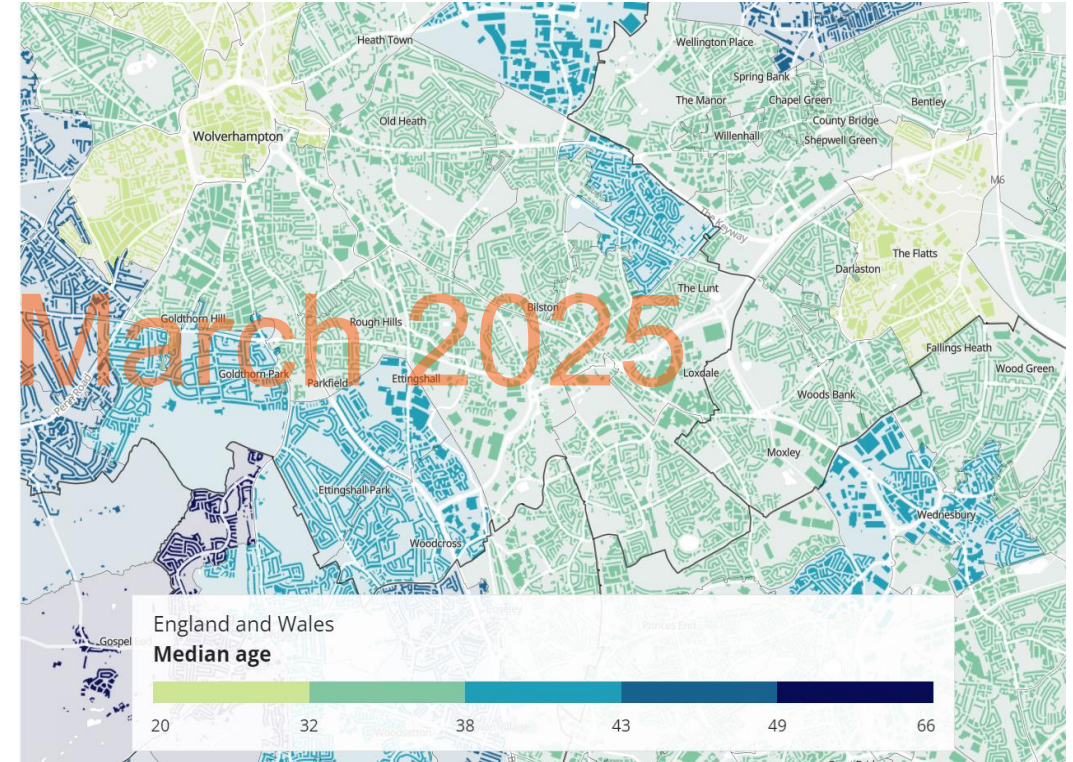 Heath Town
Wellington Place
Spring Bank
The Manor
Chapel Green
Bentley
Old Heath
County Bridge
Wolverhampton
Willenhall
Shepwell Green
M6
The Keyway
The Flatts
Darlaston
The Lunt
March 2025
Bilston
Goldthorn Hill
Rough Hills
Fallings Heath
Wood Green
Goldthorn Park
Parkfield
Ettingshall
Loxdale
Penn Road
Woods Bank
Moxley
Ettingshall Park
Wednesbury
Woodcross
Princes End
Gospel End
England and Wales
Median age
20 32 38 43 49 66